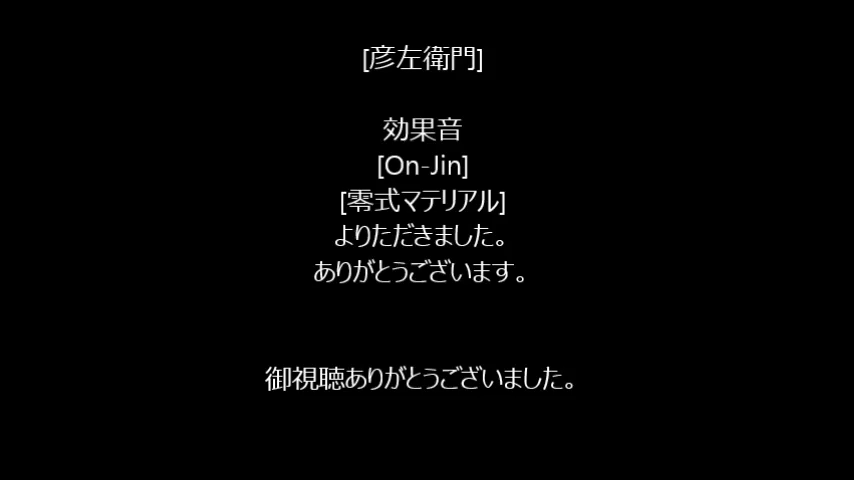 [彦左衛門]
効果音
[On-Jin]
[零式マテリアル]
よりただきました。
ありがとうございます。
御視聴ありがとうございました。